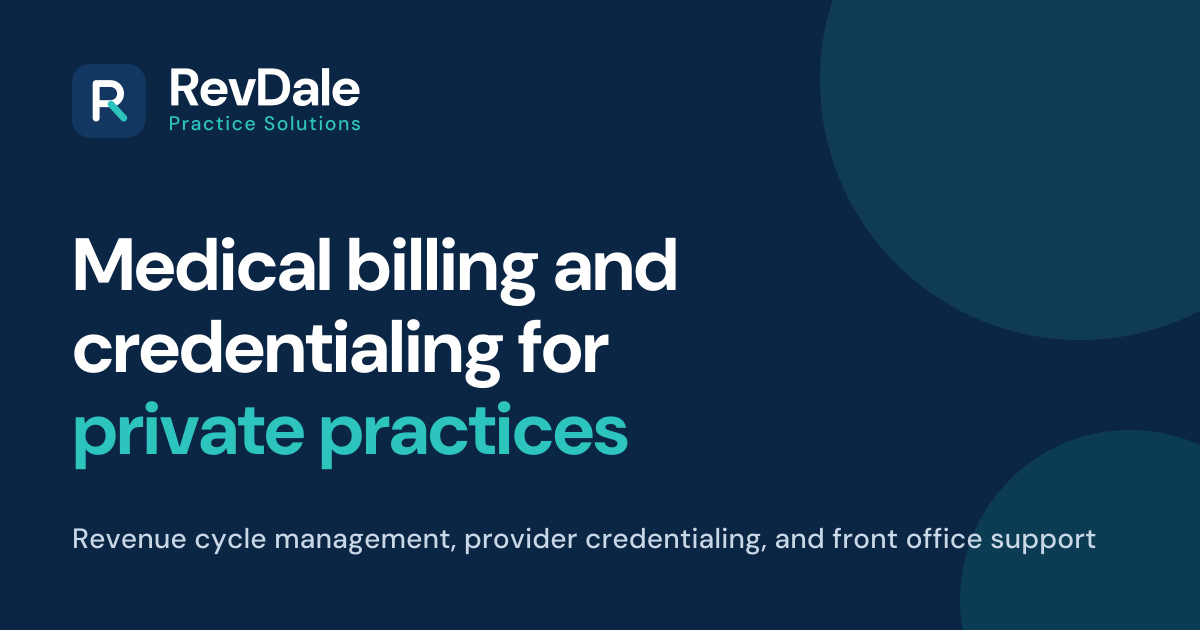 RevDale
Practice Solutions
Medical billing and
credentialing for
private practices
Revenue cycle management, provider credentialing, and front office support